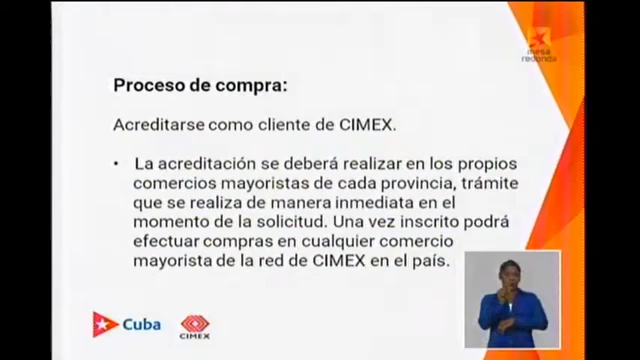 mesa
redonda
Proceso de compra:
Acreditarse como cliente de CIMEX.
• La acreditación se deberá realizar en los propios
comercios mayoristas de cada provincia, trámite
que se realiza de manera inmediata en el
momento de la solicitud. Una vez inscrito podrá
efectuar compras en cualquier comercio
mayorista de la red de CIMEX en el país.
Cuba
CIMEX